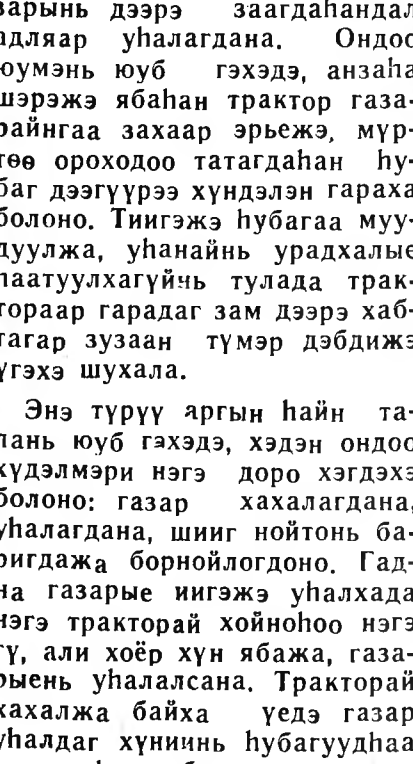 зарынь дээрэ заагдаһандал
адляар уһалагдана. Ондоо
юумэнь юуб гэхэдэ, анзаһа
шэрэжэ ябаһан трактор газа-
райнгаа захаар эрьежэ, мүр-
төө ороходоо татагдаһан һу-
баг дээгүүрээ хүндэлэн гараха
болоно. Тиигэжэ һубагаа муу-
дуулжа, уһанайнь урадхалые
паатуулхагүйнь тулада трак-
тораар гарадаг зам дээрэ хаб-
тагар зузаан түмэр дэбдижэ
үгэхэ шухала.
Энэ түрүү аргын һайн та-
лань юуб гэхэдэ, хэдэн ондоо
хүдэлмэри нэгэ доро хэгдэхэ
болоно: газар хахалагдана,
уһалагдана, шииг нойтонь ба-
ригдажа борнойлогдоно. Гад-
на газарые иигэжэ уһалхада
нэгэ тракторай хойноһоо нэгэ
гү, али хоёр хүн ябажа, газа-
рыень уһалалсана. Тракторай
хахалжа байха үедэ газар
уһалдаг хүниинь һубагуудһаа